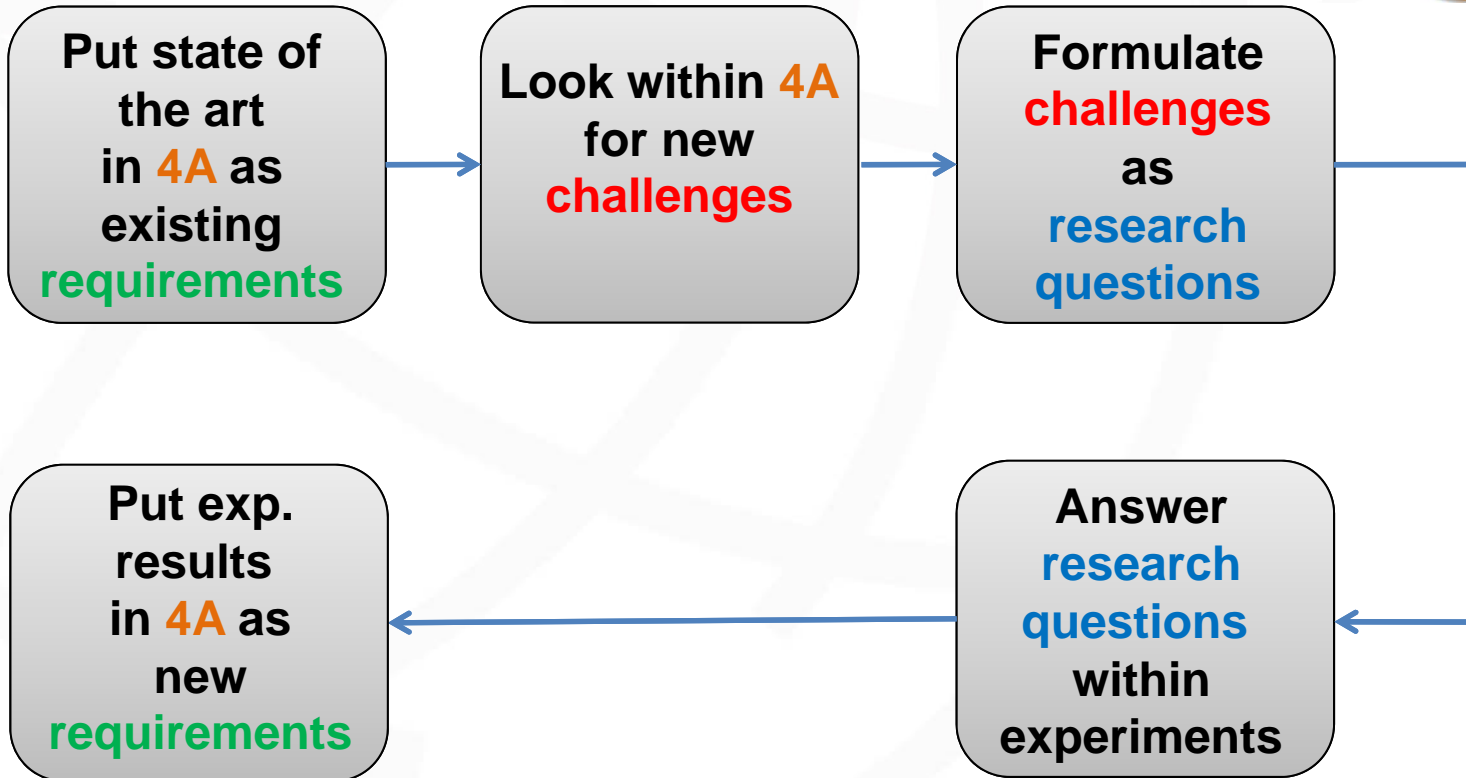 Put state of
the art
in 4A as
existing
requirements
Look within 4A
for new
challenges
Formulate
challenges
as
research
questions
Put exp.
results
in 4A as
new
requirements
Answer
research
questions
within
experiments